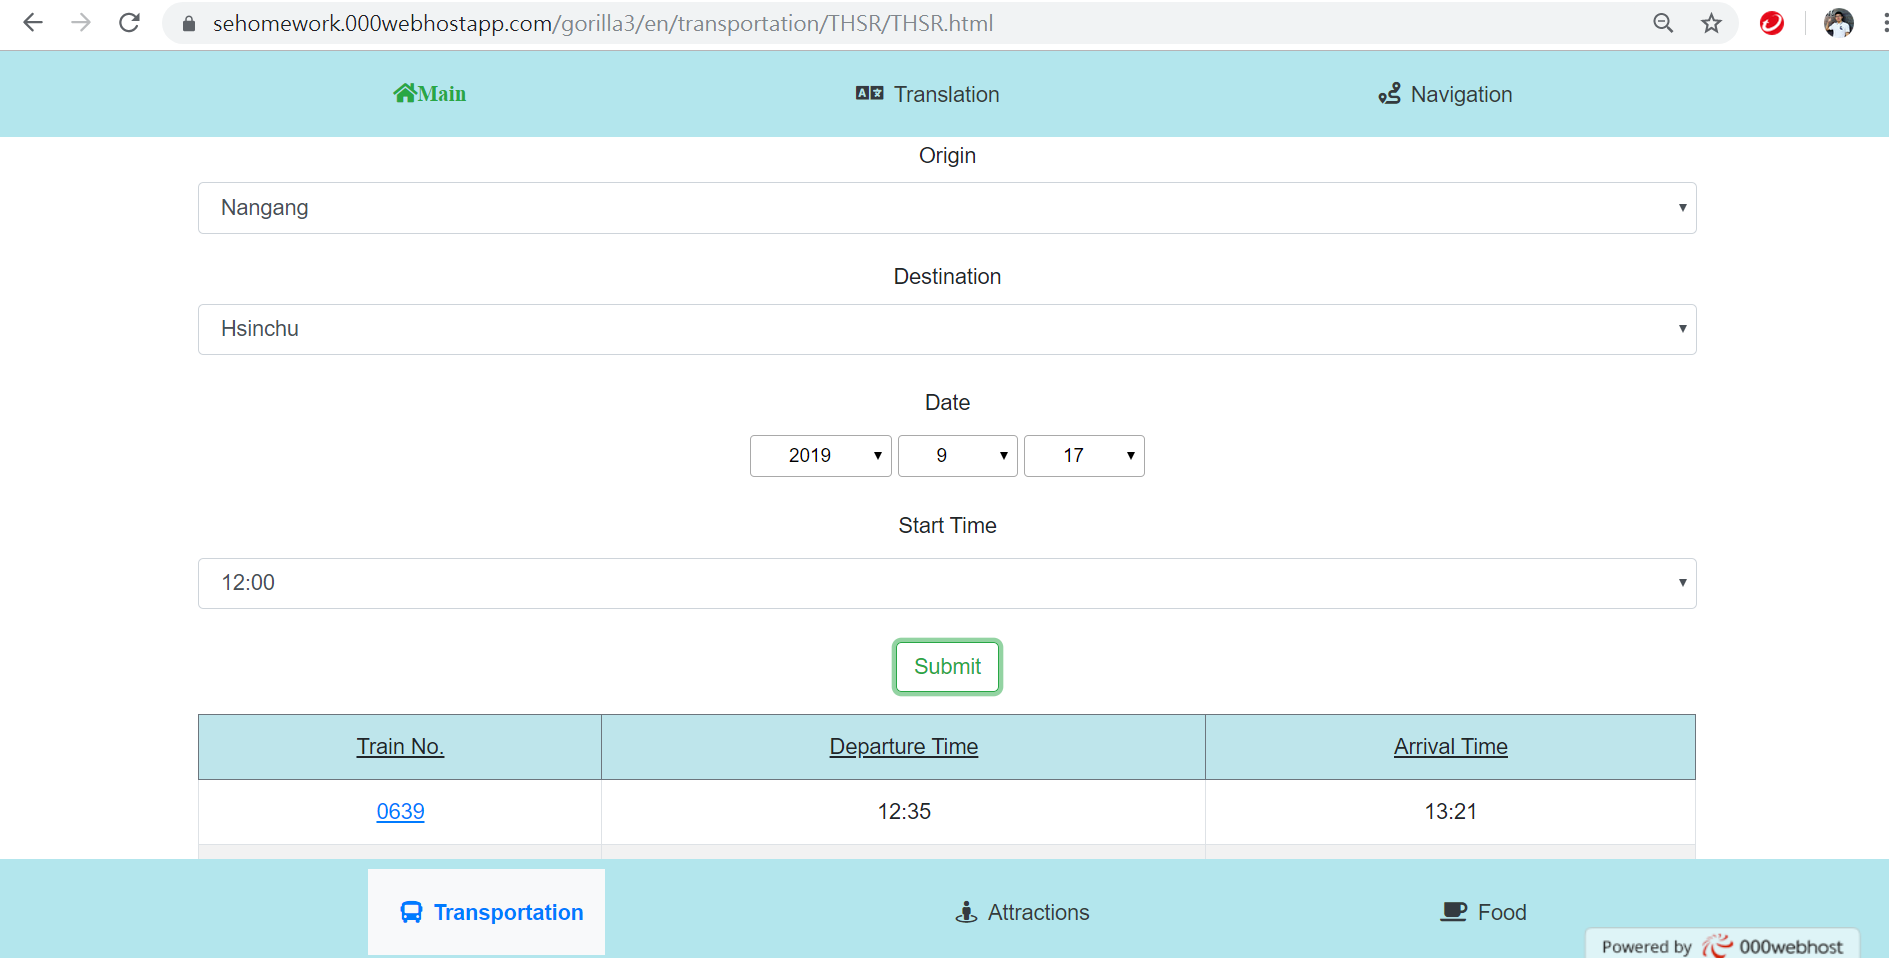 sehomework.000webhostapp.com/gorilla3/en/transportation/THSR/THSR.html
Main Translation Navigation
Origin
Nangang
Destination
Hsinchu
Date
2019 9 17
Start Time
12:00
Submit
Train No. Departure Time Arrival Time
0639 12:35 13:21
Transportation Attractions Food
Powered by 000webhost